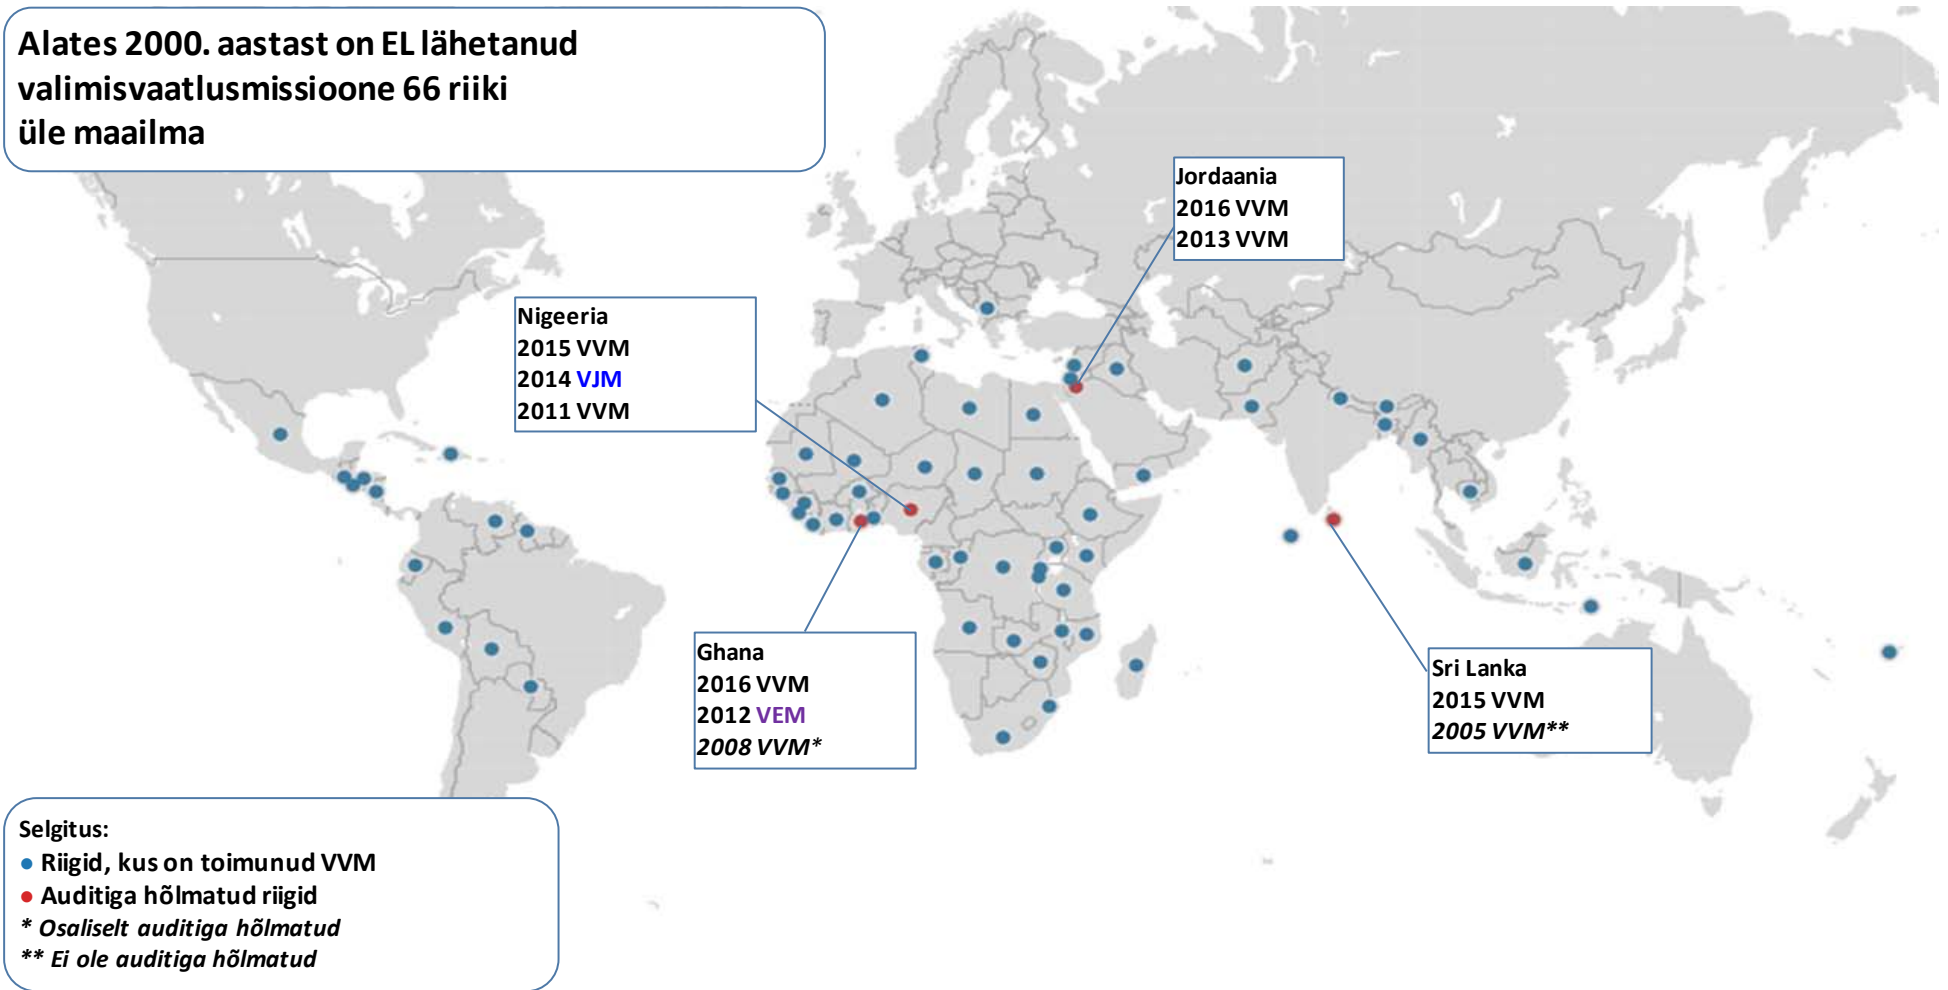 Alates 2000. aastast on EL lähetanud
valimisvaatlusmissioone 66 riiki
üle maailma
Jordaania
2016 VVM
2013 VVM
Nigeeria
2015 VVM
2014 VJM
2011 VVM
Ghana
2016 VVM
2012 VEM
2008 VVM*
Sri Lanka
2015 VVM
2005 VVM**
Selgitus:
● Riigid, kus on toimunud VVM
● Auditiga hõlmatud riigid
* Osaliselt auditiga hõlmatud
** Ei ole auditiga hõlmatud